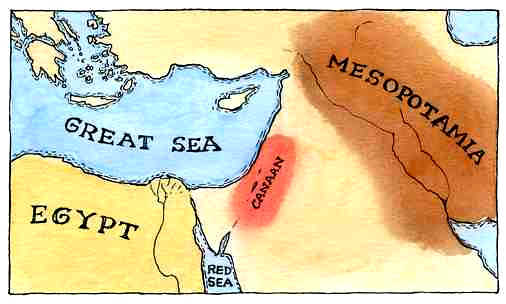 MESOPOTAMIA
GREAT SEA
CANAAN
EGYPT
RED
SEA